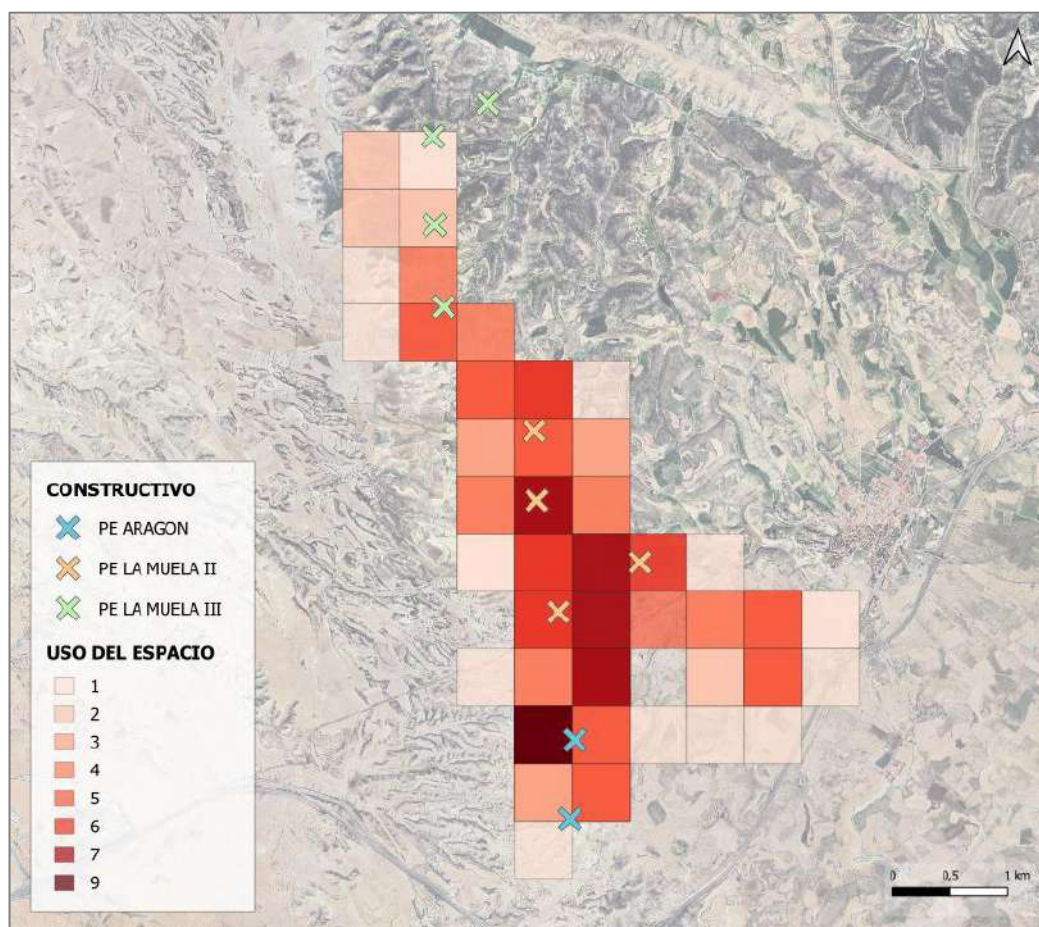 CONSTRUCTIVO
PE ARAGON
PE LA MUELA II
PE LA MUELA III
USO DEL ESPACIO
1
2
3
4
5
6
7
9
0 0,5 1 km